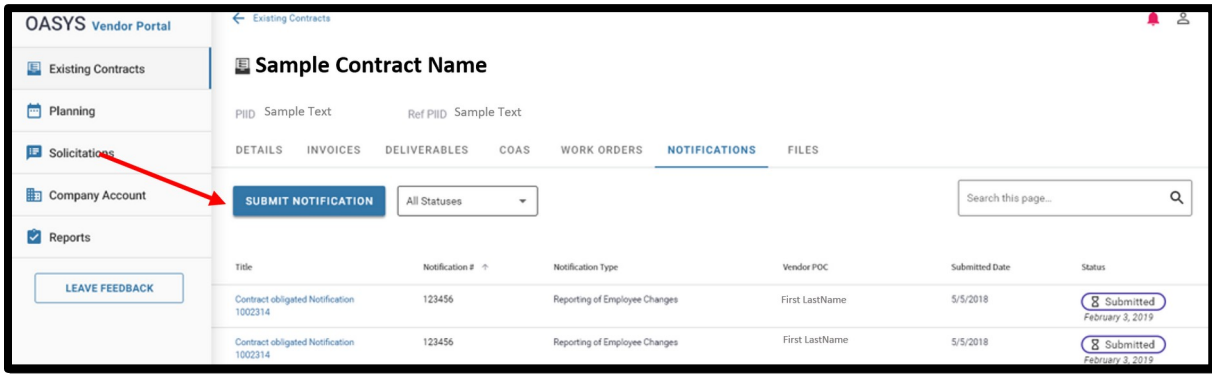 OASYS Vendor Portal
Existing Contracts
Planning
Solicitations
Company Account
Reports
LEAVE FEEDBACK
Existing Contracts
Sample Contract Name
PIID Sample Text Ref PIID Sample Text
DETAILS INVOICES DELIVERABLES COAS WORK ORDERS NOTIFICATIONS FILES
SUBMIT NOTIFICATION All Statuses Search this page...
Title Notification # Notification Type Vendor POC Submitted Date Status
Contract obligated Notification 123456 Reporting of Employee Changes First LastName 5/5/2018 Submitted
1002314 February 3, 2019
Contract obligated Notification 123456 Reporting of Employee Changes First LastName 5/5/2018 Submitted
1002314 February 3, 2019